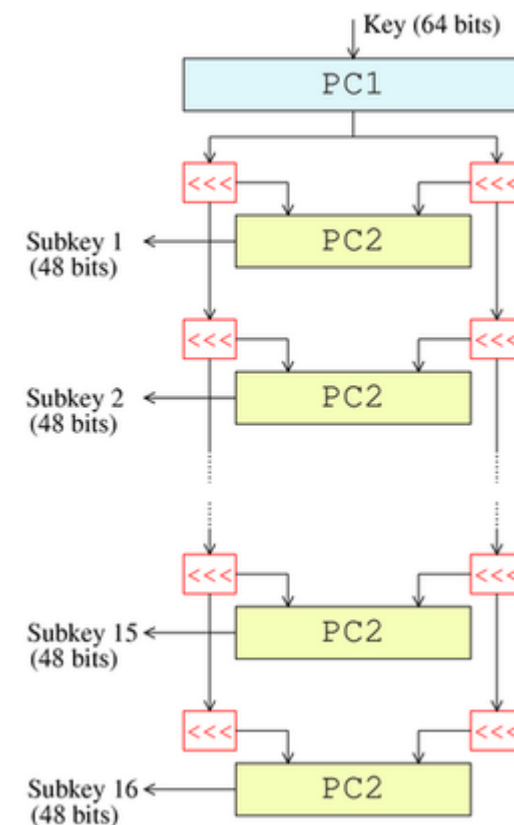 Key (64 bits)
PC1
<<< <<<
Subkey 1
(48 bits)
PC2
<<< <<<
Subkey 2
(48 bits)
PC2
<<< <<<
Subkey 15
(48 bits)
PC2
<<< <<<
Subkey 16
(48 bits)
PC2